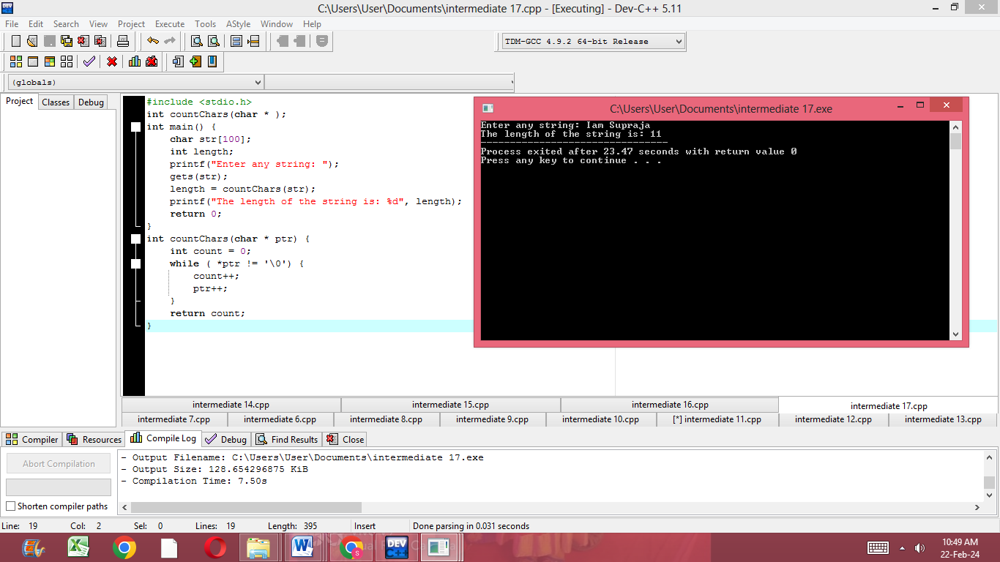 C:\Users\User\Documents\intermediate 17.cpp - [Executing] - Dev-C++ 5.11
File Edit Search View Project Execute Tools AStyle Window Help
TDM-GCC 4.9.2 64-bit Release
(globals)
Project Classes Debug
#include <stdio.h>
int countChars(char * );
int main() {
    char str[100];
    int length;
    printf("Enter any string: ");
    gets(str);
    length = countChars(str);
    printf("The length of the string is: %d", length);
    return 0;
}
int countChars(char * ptr) {
    int count = 0;
    while ( *ptr != '\0') {
        count++;
        ptr++;
    }
    return count;
}
C:\Users\User\Documents\intermediate 17.exe
Enter any string: Iam Supraja
The length of the string is: 11
--------------------------------
Process exited after 23.47 seconds with return value 0
Press any key to continue . . .
intermediate 14.cpp intermediate 15.cpp intermediate 16.cpp intermediate 17.cpp
intermediate 7.cpp intermediate 6.cpp intermediate 8.cpp intermediate 9.cpp intermediate 10.cpp [*] intermediate 11.cpp intermediate 12.cpp intermediate 13.cpp
Compiler Resources Compile Log Debug Find Results Close
Abort Compilation
Shorten compiler paths
- Output Filename: C:\Users\User\Documents\intermediate 17.exe
- Output Size: 128.654296875 KiB
- Compilation Time: 7.50s
Line: 19 Col: 2 Sel: 0 Lines: 19 Length: 395 Insert Done parsing in 0.031 seconds
DEV C++
10:49 AM
22-Feb-24